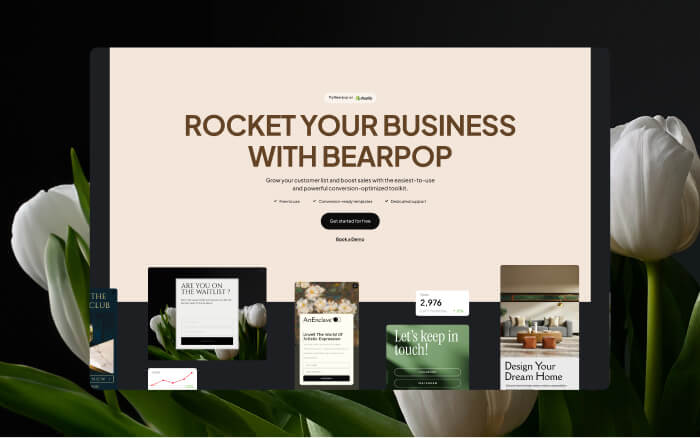 Try Bearpop on shopify
ROCKET YOUR BUSINESS
WITH BEARPOP
Grow your customer list and boost sales with the easiest-to-use
and powerful conversion-optimized toolkit.
Free to use
Conversion-ready templates
Dedicated support
Get started for free
Book a Demo
THE
CLUB
ARE YOU ON
THE WAITLIST ?
ArtEnclave
Unveil The World Of
Artistic Expression
2,976
Let's keep in
touch!
Design Your
Dream Home